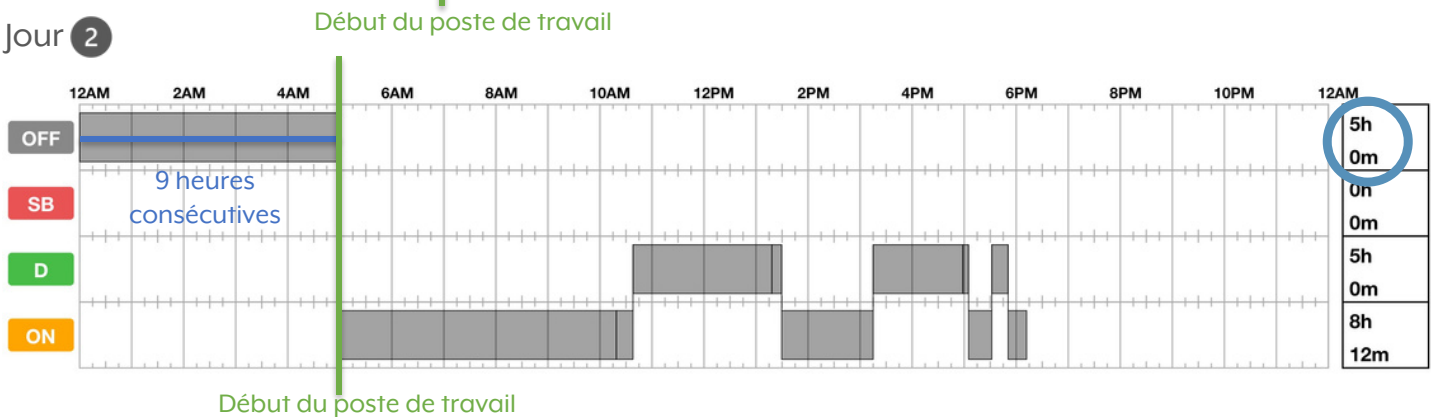 Début du poste de travail
Jour 2
12AM 2AM 4AM 6AM 8AM 10AM 12PM 2PM 4PM 6PM 8PM 10PM 12AM
OFF
5h
0m
9 heures
consécutives
SB
0h
0m
D
5h
0m
ON
8h
12m
Début du poste de travail